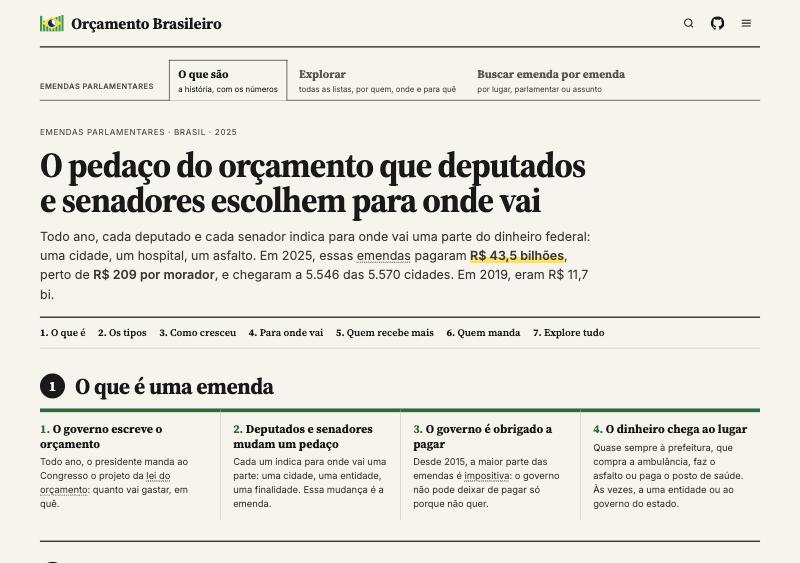 Orçamento Brasileiro
EMENDAS PARLAMENTARES
O que são
a história, com os números
Explorar
todas as listas, por quem, onde e para quê
Buscar emenda por emenda
por lugar, parlamentar ou assunto
EMENDAS PARLAMENTARES · BRASIL · 2025
O pedaço do orçamento que deputados
e senadores escolhem para onde vai
Todo ano, cada deputado e cada senador indica para onde vai uma parte do dinheiro federal:
uma cidade, um hospital, um asfalto. Em 2025, essas emendas pagaram R$ 43,5 bilhões,
perto de R$ 209 por morador, e chegaram a 5.546 das 5.570 cidades. Em 2019, eram R$ 11,7
bi.
1. O que é 2. Os tipos 3. Como cresceu 4. Para onde vai 5. Quem recebe mais 6. Quem manda 7. Explore tudo
1 O que é uma emenda
1. O governo escreve o
orçamento
Todo ano, o presidente manda ao
Congresso o projeto da lei do
orçamento: quanto vai gastar, em
quê.
2. Deputados e senadores
mudam um pedaço
Cada um indica para onde vai uma
parte: uma cidade, uma entidade,
uma finalidade. Essa mudança é a
emenda.
3. O governo é obrigado a
pagar
Desde 2015, a maior parte das
emendas é impositiva: o governo
não pode deixar de pagar só
porque não quer.
4. O dinheiro chega ao lugar
Quase sempre à prefeitura, que
compra a ambulância, faz o
asfalto ou paga o posto de saúde.
Às vezes, a uma entidade ou ao
governo do estado.